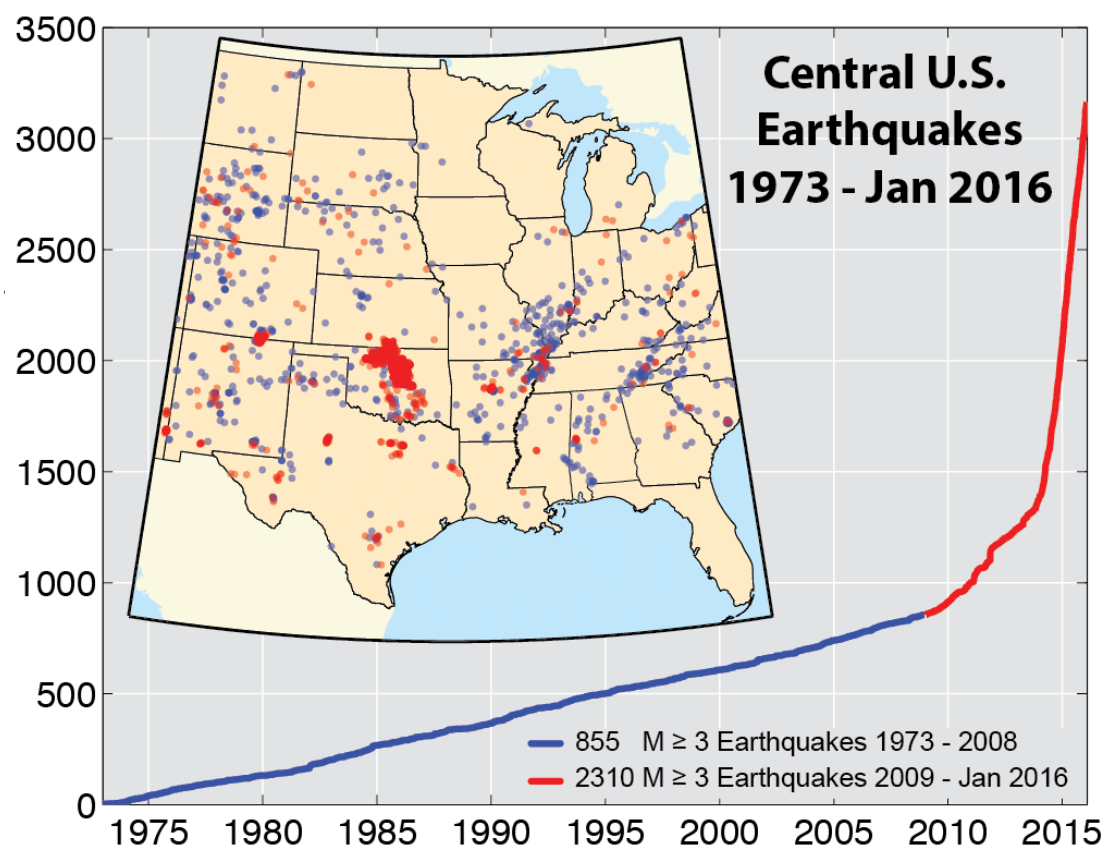 Central U.S.
Earthquakes
1973 - Jan 2016
3500
3000
2500
2000
1500
1000
500
0
855 M ≥ 3 Earthquakes 1973 - 2008
2310 M ≥ 3 Earthquakes 2009 - Jan 2016
1975 1980 1985 1990 1995 2000 2005 2010 2015